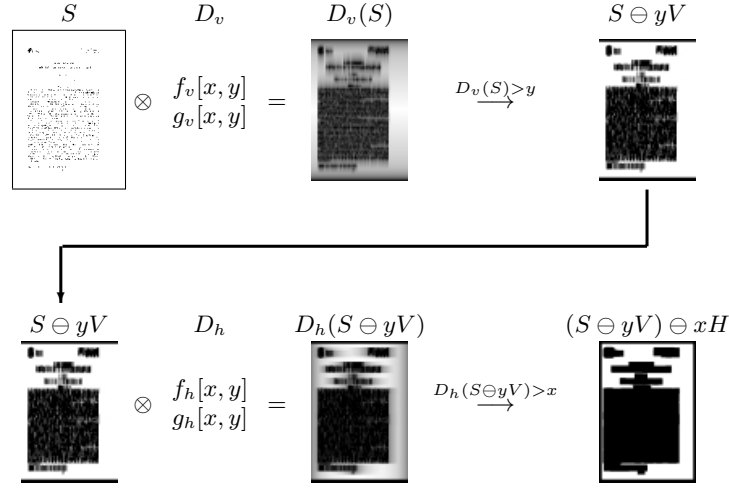 S D_v D_v(S) S ⊖ yV
⊗ f_v[x, y] = D_v(S)>y
g_v[x, y] →
S ⊖ yV D_h D_h(S ⊖ yV) (S ⊖ yV) ⊖ xH
⊗ f_h[x, y] = D_h(S⊖yV)>x
g_h[x, y] →